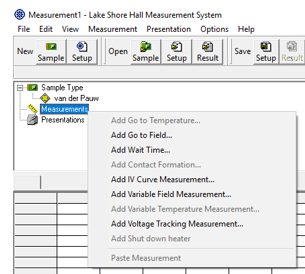 Measurement1 - Lake Shore Hall Measurement System
File Edit View Measurement Presentation Options Help
New Sample Setup Open Sample Setup Result Save Setup Result
Sample Type
van der Pauw
Measurements
Presentations
Add Go to Temperature...
Add Go to Field...
Add Wait Time...
Add Contact Formation...
Add IV Curve Measurement...
Add Variable Field Measurement...
Add Variable Temperature Measurement...
Add Voltage Tracking Measurement...
Add Shut down heater
Paste Measurement